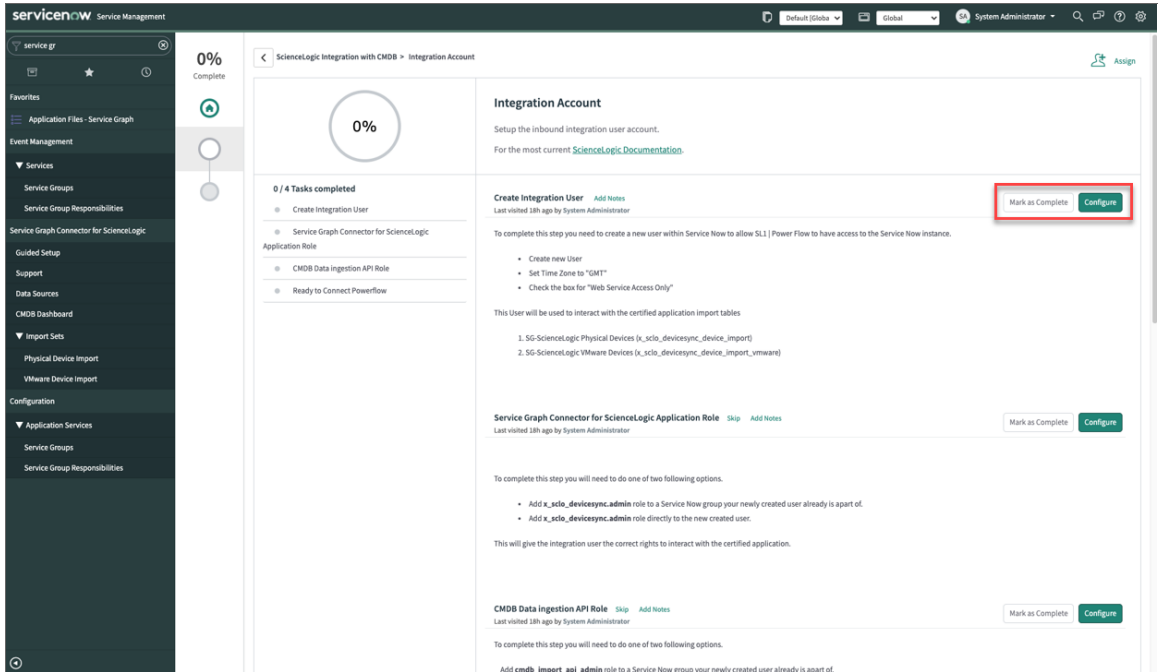 servicenow Service Management
Default [Globa
Global
SA System Administrator
service gr
Favorites
Application Files - Service Graph
Event Management
Services
Service Groups
Service Group Responsibilities
Service Graph Connector for ScienceLogic
Guided Setup
Support
Data Sources
CMDB Dashboard
Import Sets
Physical Device Import
VMware Device Import
Configuration
Application Services
Service Groups
Service Group Responsibilities
0%
Complete
ScienceLogic Integration with CMDB > Integration Account
Assign
0%
0 / 4 Tasks completed
Create Integration User
Service Graph Connector for ScienceLogic
Application Role
CMDB Data ingestion API Role
Ready to Connect Powerflow
Integration Account
Setup the inbound integration user account.
For the most current ScienceLogic Documentation.
Create Integration User Add Notes
Last visited 18h ago by System Administrator
Mark as Complete Configure
To complete this step you need to create a new user within Service Now to allow SL1 | Power Flow to have access to the Service Now instance.
• Create new User
• Set Time Zone to "GMT"
• Check the box for "Web Service Access Only"
This User will be used to interact with the certified application import tables
1. SG-ScienceLogic Physical Devices (x_sclo_devicesync_device_import)
2. SG-ScienceLogic VMware Devices (x_sclo_devicesync_device_import_vmware)
Service Graph Connector for ScienceLogic Application Role Skip Add Notes
Last visited 18h ago by System Administrator
Mark as Complete Configure
To complete this step you will need to do one of two following options.
• Add x_sclo_devicesync.admin role to a Service Now group your newly created user already is apart of.
• Add x_sclo_devicesync.admin role directly to the new created user.
This will give the integration user the correct rights to interact with the certified application.
CMDB Data ingestion API Role Skip Add Notes
Last visited 18h ago by System Administrator
Mark as Complete Configure
To complete this step you will need to do one of two following options.
Add cmdb_import_api_admin role to a Service Now group your newly created user already is apart of.